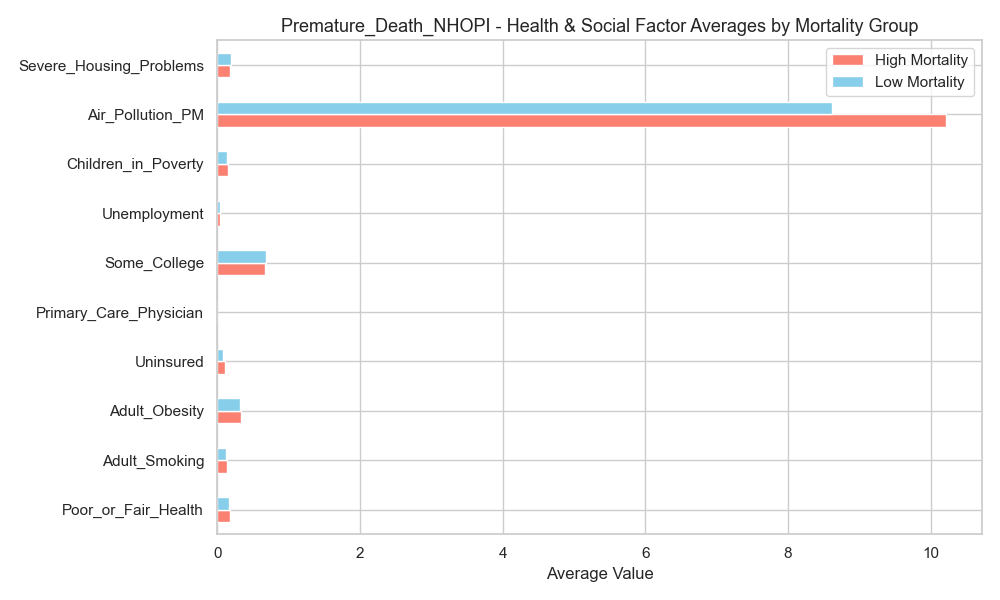 Premature_Death_NHOPI - Health & Social Factor Averages by Mortality Group
High Mortality
Low Mortality
Severe_Housing_Problems
Air_Pollution_PM
Children_in_Poverty
Unemployment
Some_College
Primary_Care_Physician
Uninsured
Adult_Obesity
Adult_Smoking
Poor_or_Fair_Health
0 2 4 6 8 10
Average Value